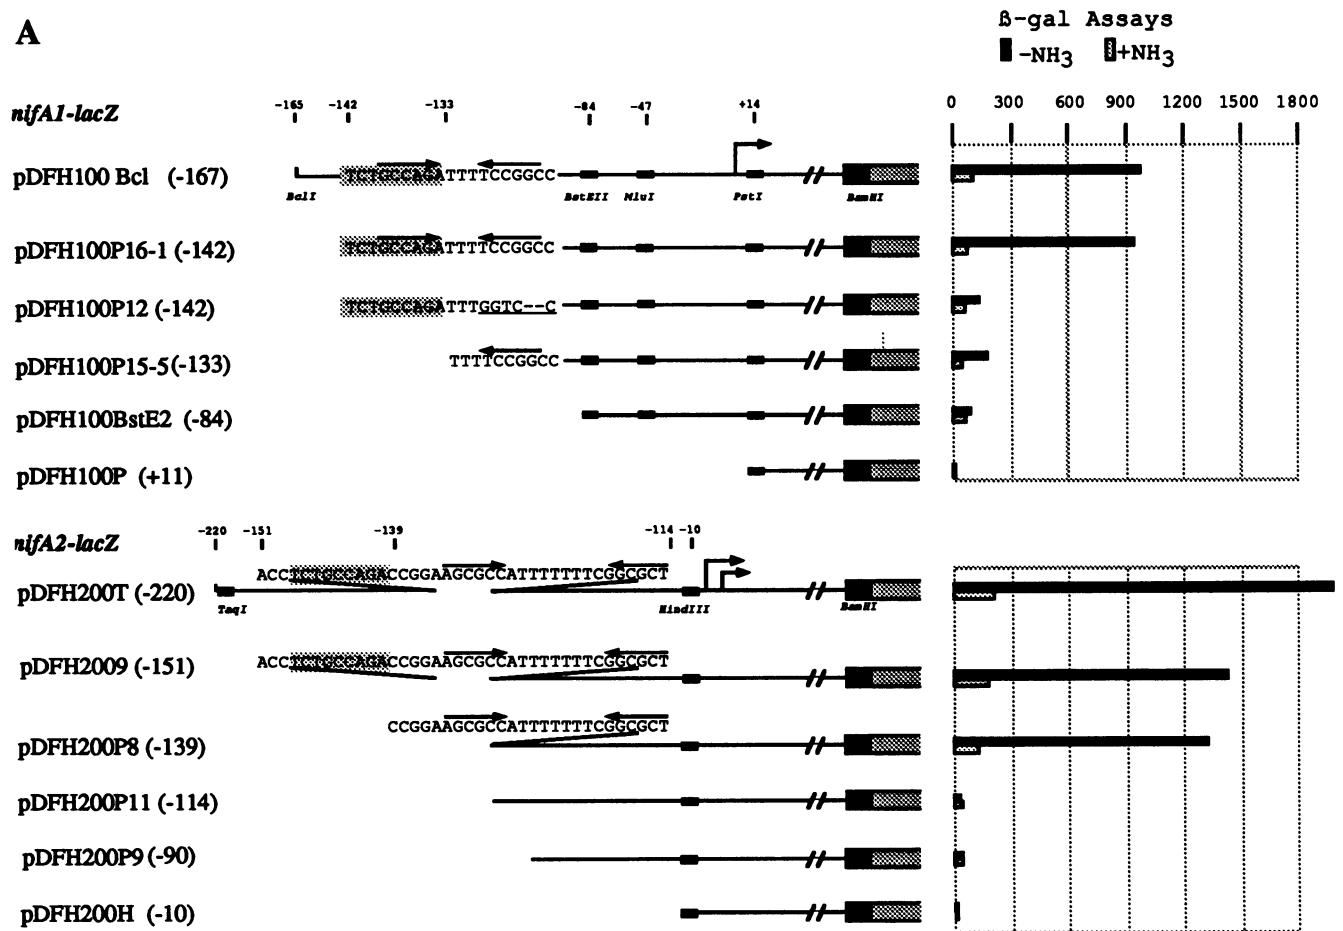 A
ß-gal Assays
-NH3 +NH3
nifA1-lacZ -165 -142 -133 -84 -47 +14 0 300 600 900 1200 1500 1800
pDFH100 Bcl (-167) TCTGCCAGATTTTCCGGCC
BclI BstEII MluI PstI BamHI
pDFH100P16-1 (-142) TCTGCCAGATTTTCCGGCC
pDFH100P12 (-142) TCTGCCAGATTTGGTC--C
pDFH100P15-5 (-133) TTTTCCGGCC
pDFH100BstE2 (-84)
pDFH100P (+11)
nifA2-lacZ -220 -151 -139 -114 -10
ACCTCTGCCAGACCGGAAGCGCCATTTTTTTCGGCGCT
pDFH200T (-220)
TaqI HindIII BamHI
ACCTCTGCCAGACCGGAAGCGCCATTTTTTTCGGCGCT
pDFH2009 (-151)
CCGGAAGCGCCATTTTTTTCGGCGCT
pDFH200P8 (-139)
pDFH200P11 (-114)
pDFH200P9 (-90)
pDFH200H (-10)